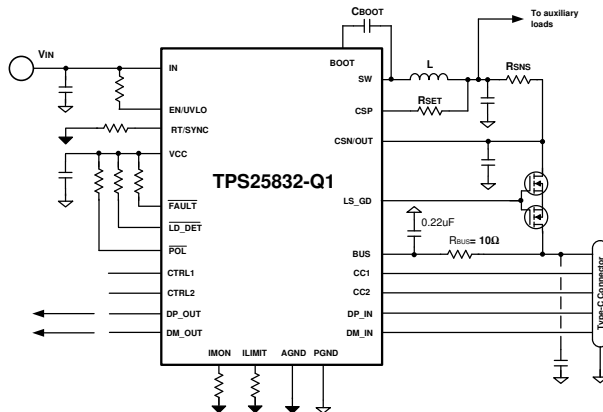 CBOOT
To auxiliary
loads
VIN
BOOT
IN
SW
L
RSNS
EN/UVLO
CSP
RSET
RT/SYNC
CSN/OUT
VCC
TPS25832-Q1
FAULT
LS_GD
LD_DET
0.22uF
POL
BUS
RBUS= 10Ω
CTRL1
CC1
CTRL2
CC2
DP_OUT
DP_IN
DM_OUT
DM_IN
Type-C Connector
IMON
ILIMIT
AGND
PGND